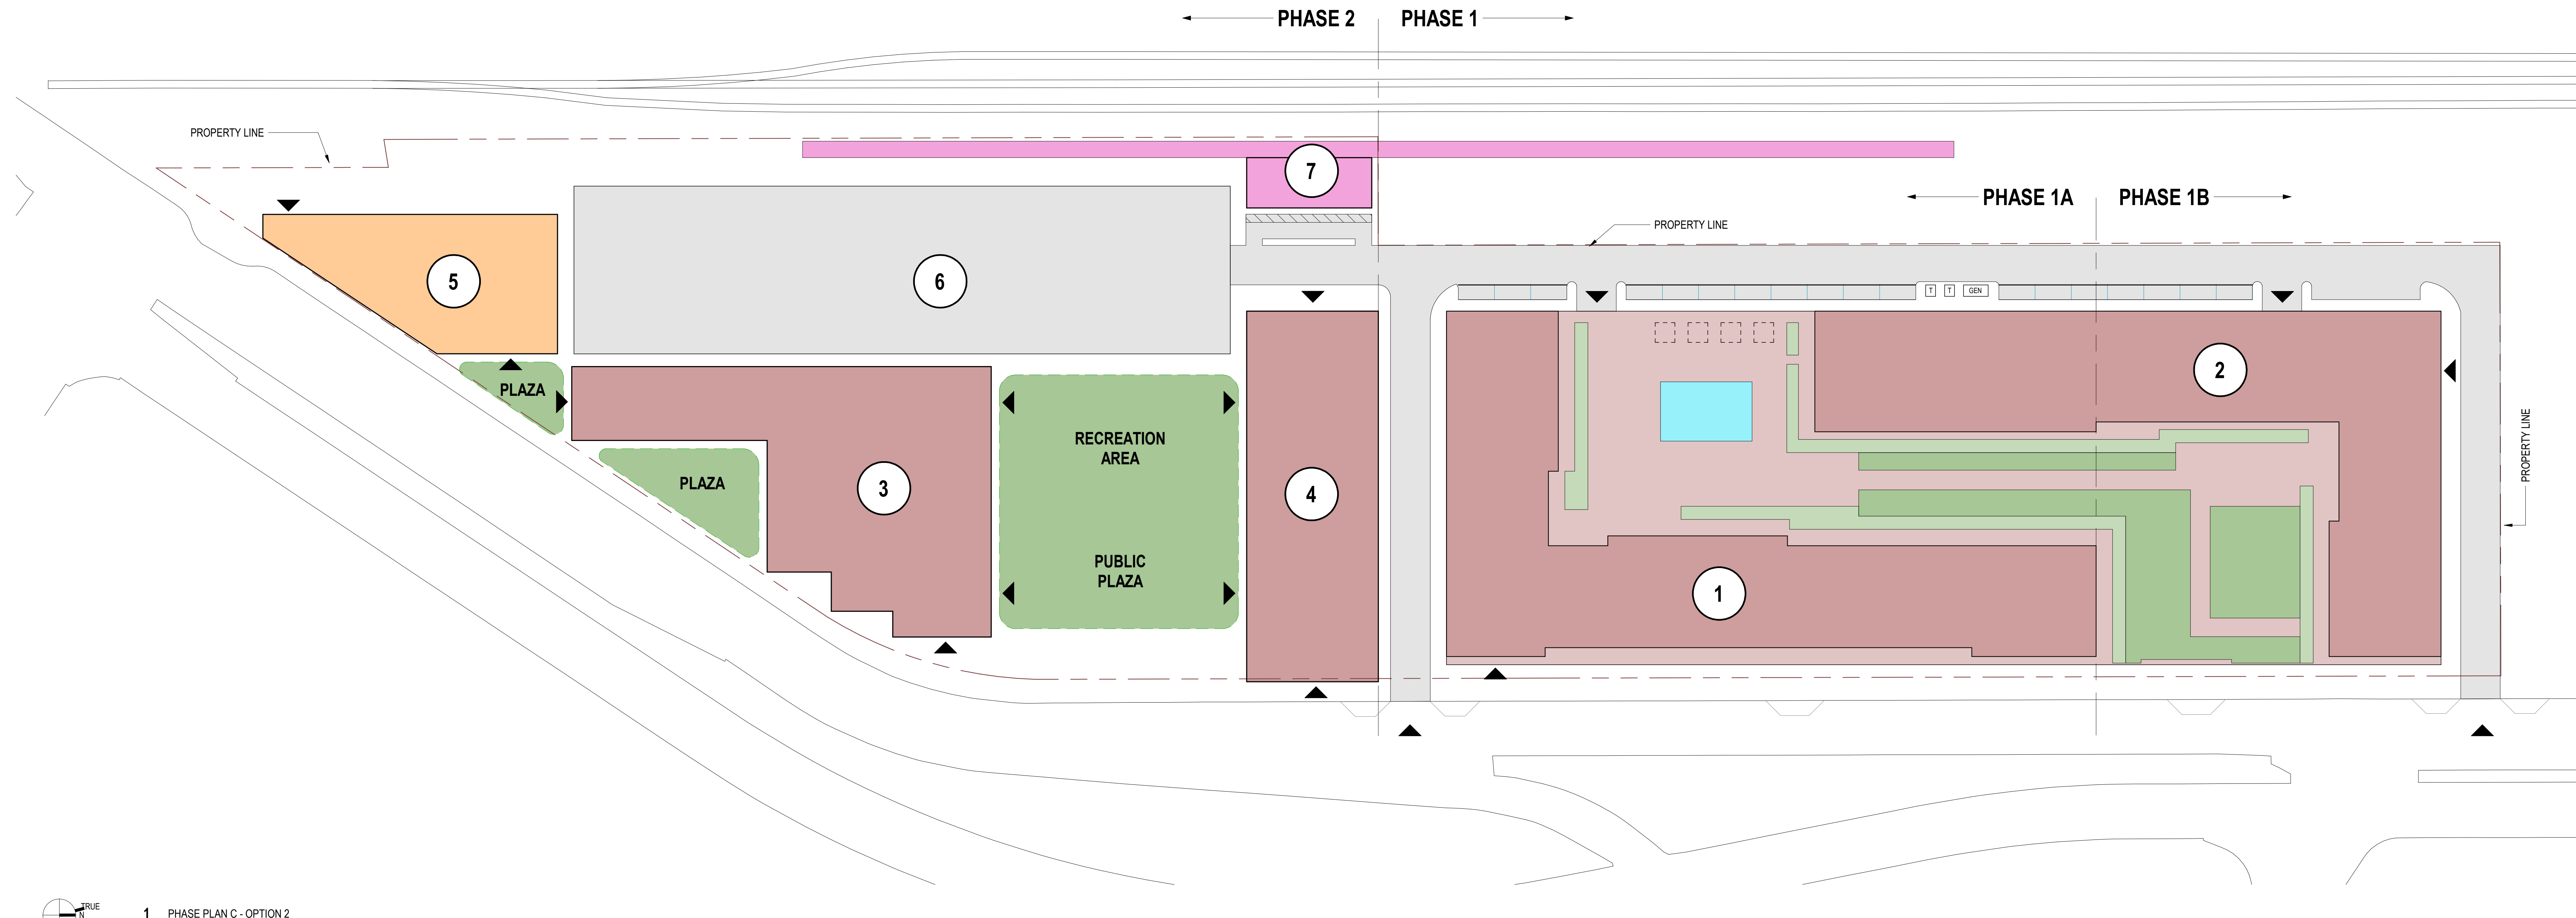 PHASE 2
PHASE 1
PROPERTY LINE
7
PHASE 1A
PHASE 1B
PROPERTY LINE
5
6
T
T
GEN
2
PLAZA
RECREATION
AREA
PROPERTY LINE
PLAZA
3
4
PUBLIC
PLAZA
1
TRUE
N
1 PHASE PLAN C - OPTION 2